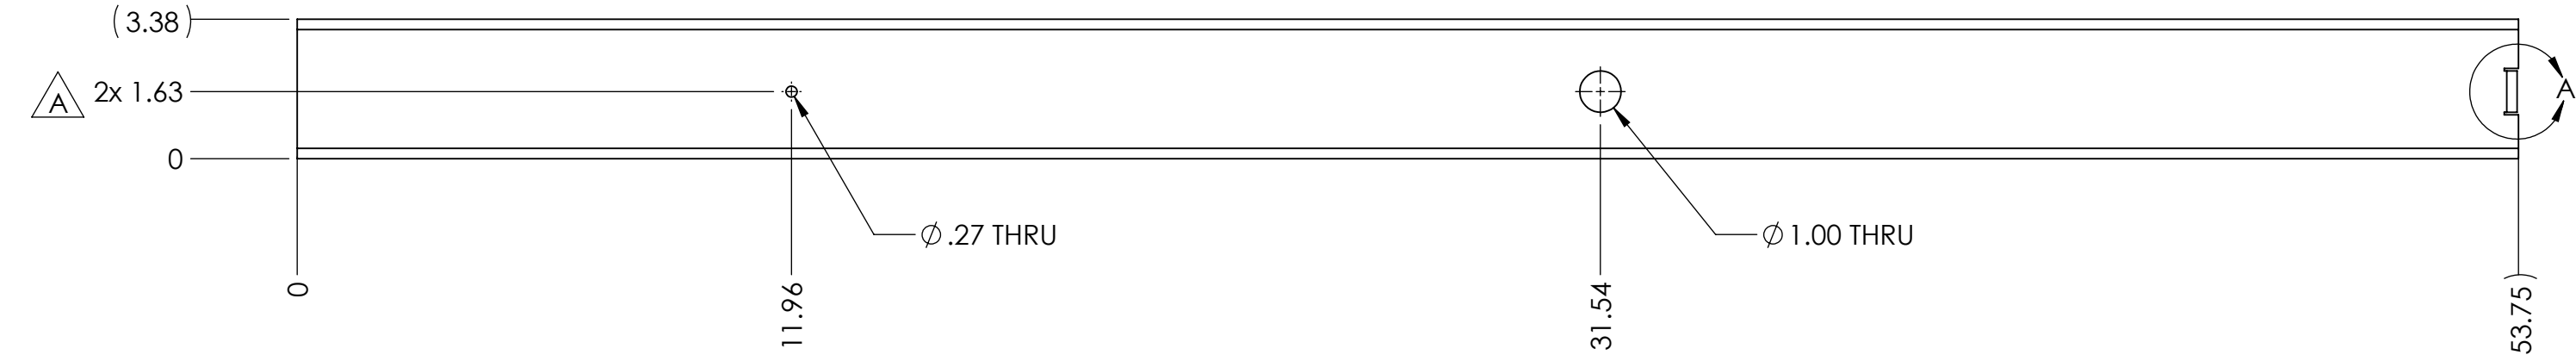 (3.38)
A 2x 1.63
A
0
Ø .27 THRU
Ø 1.00 THRU
0
11.96
31.54
(53.75)